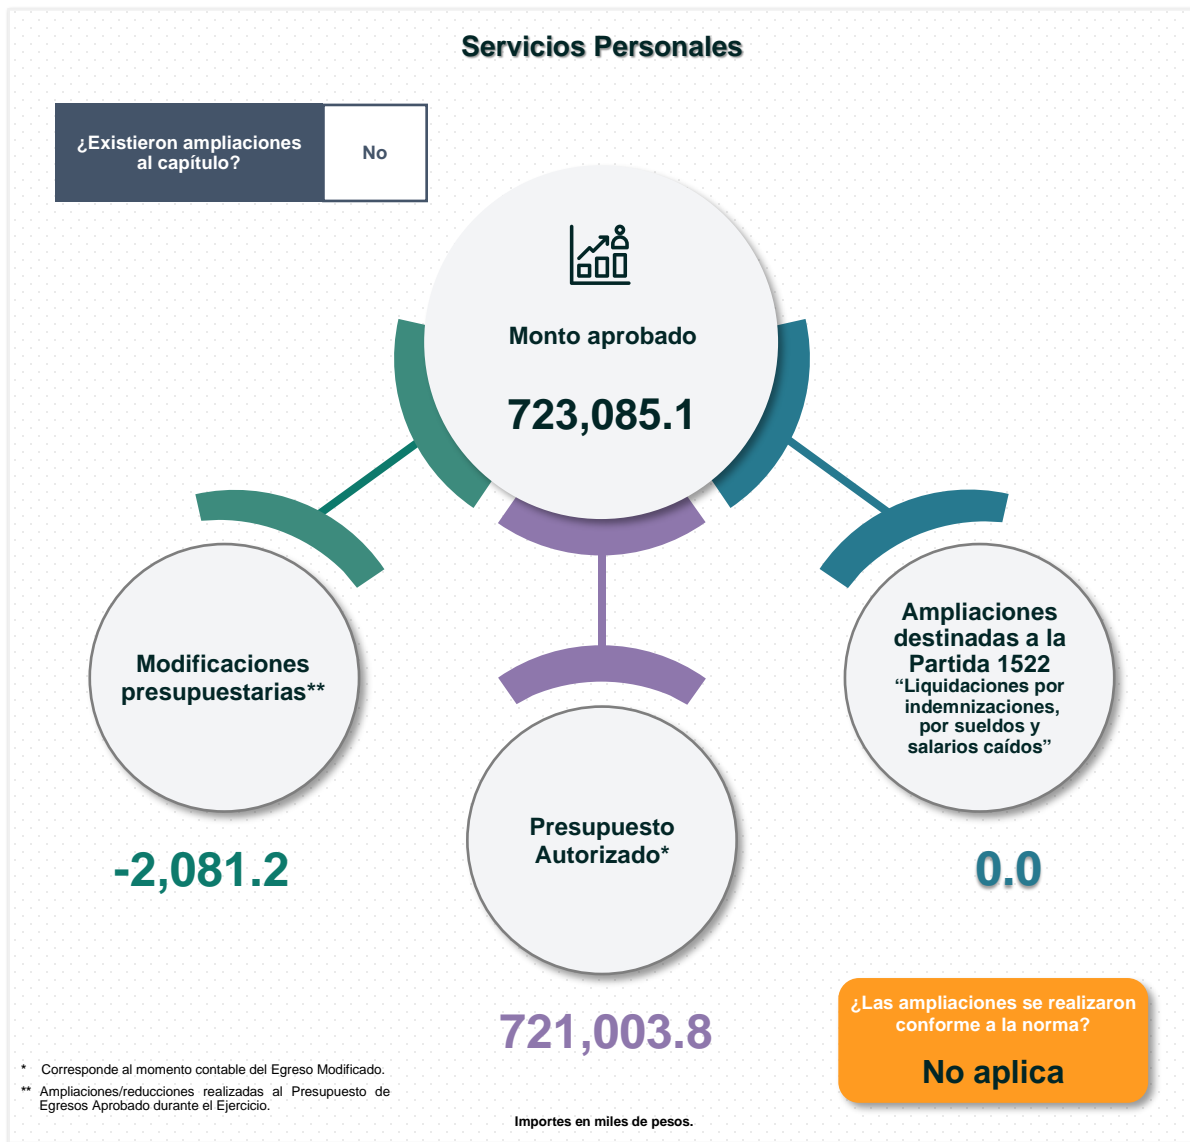 Servicios Personales
¿Existieron ampliaciones
al capítulo?
No
Monto aprobado
723,085.1
Modificaciones
presupuestarias**
-2,081.2
Presupuesto
Autorizado*
721,003.8
Ampliaciones
destinadas a la
Partida 1522
“Liquidaciones por
indemnizaciones,
por sueldos y
salarios caídos”
0.0
¿Las ampliaciones se realizaron
conforme a la norma?
No aplica
* Corresponde al momento contable del Egreso Modificado.
** Ampliaciones/reducciones realizadas al Presupuesto de
Egresos Aprobado durante el Ejercicio.
Importes en miles de pesos.